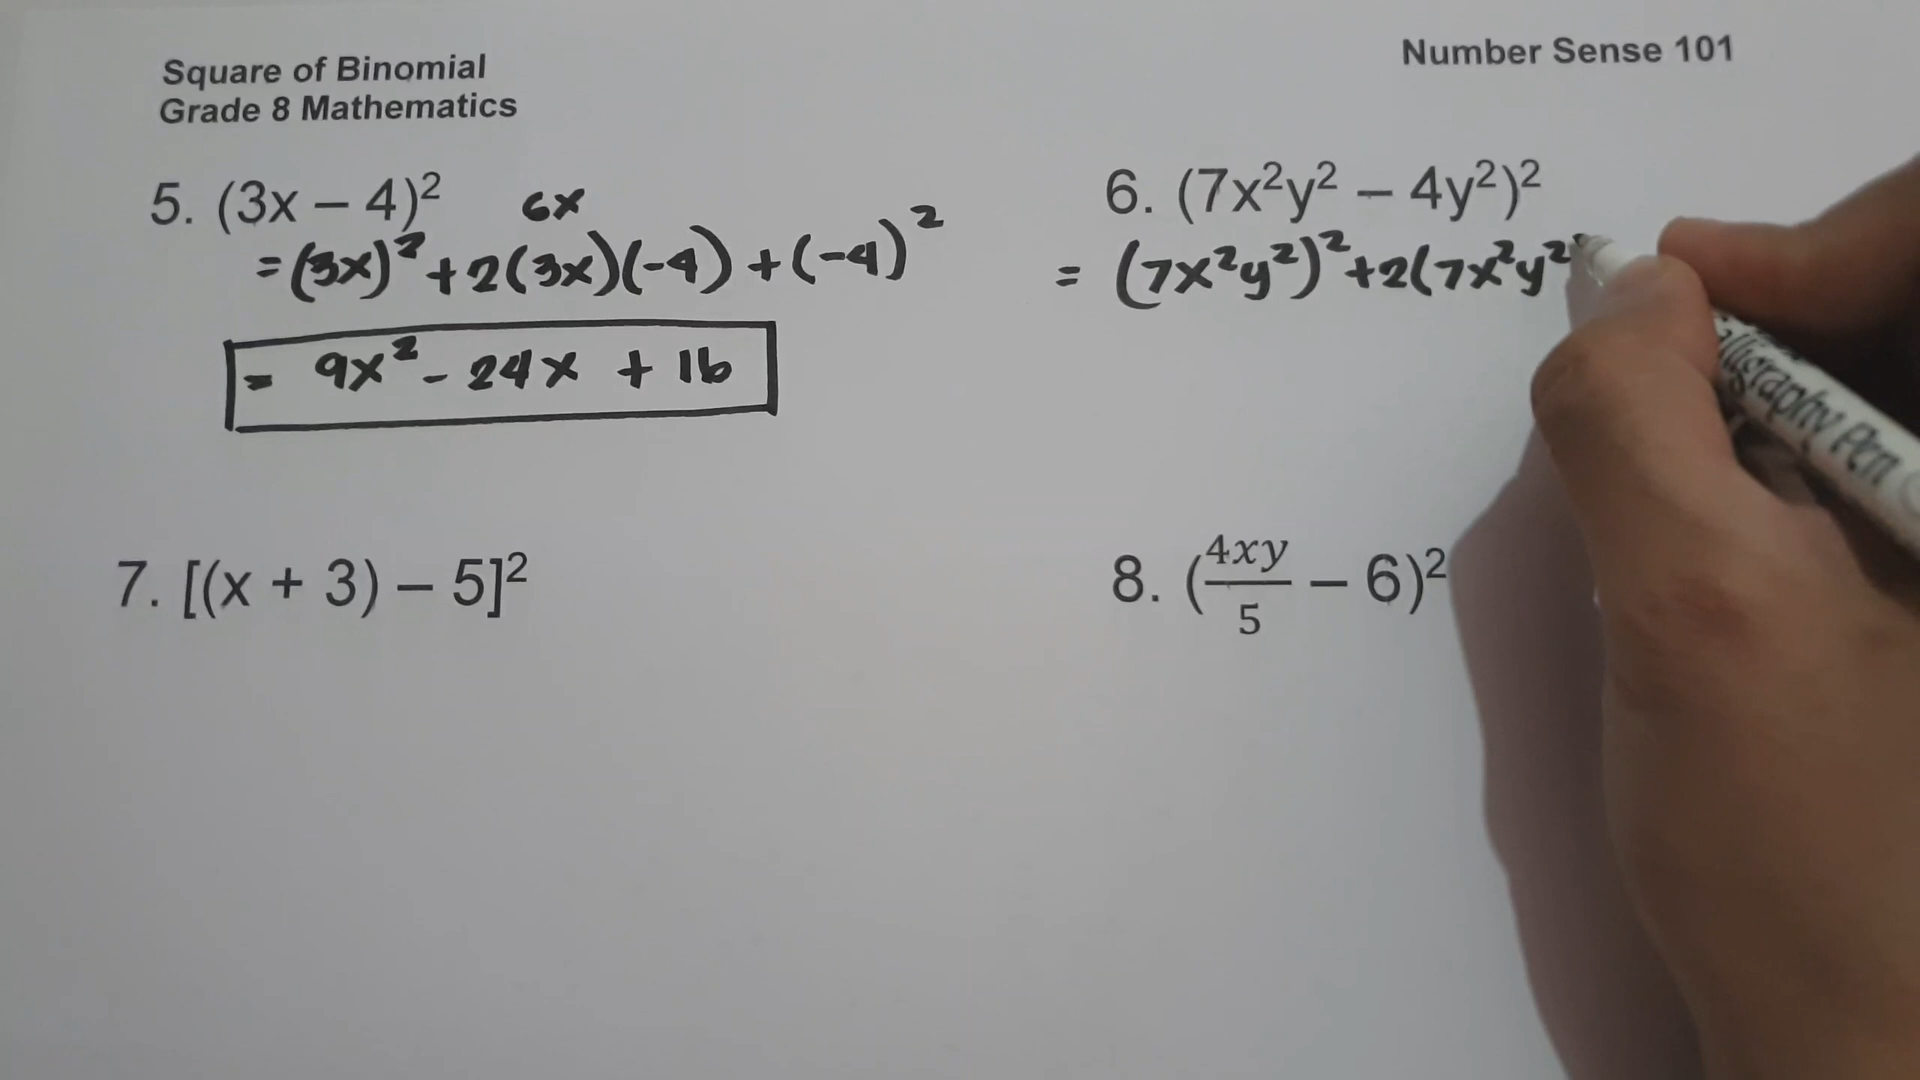 Square of Binomial
Grade 8 Mathematics
Number Sense 101
5. (3x – 4)²
6x
= (3x)² + 2(3x)(-4) + (-4)²
= 9x² - 24x + 16
6. (7x²y² – 4y²)²
= (7x²y²)² + 2(7x²y²
7. [(x + 3) – 5]²
8. (4xy/5 – 6)²
Calligraphy Pen